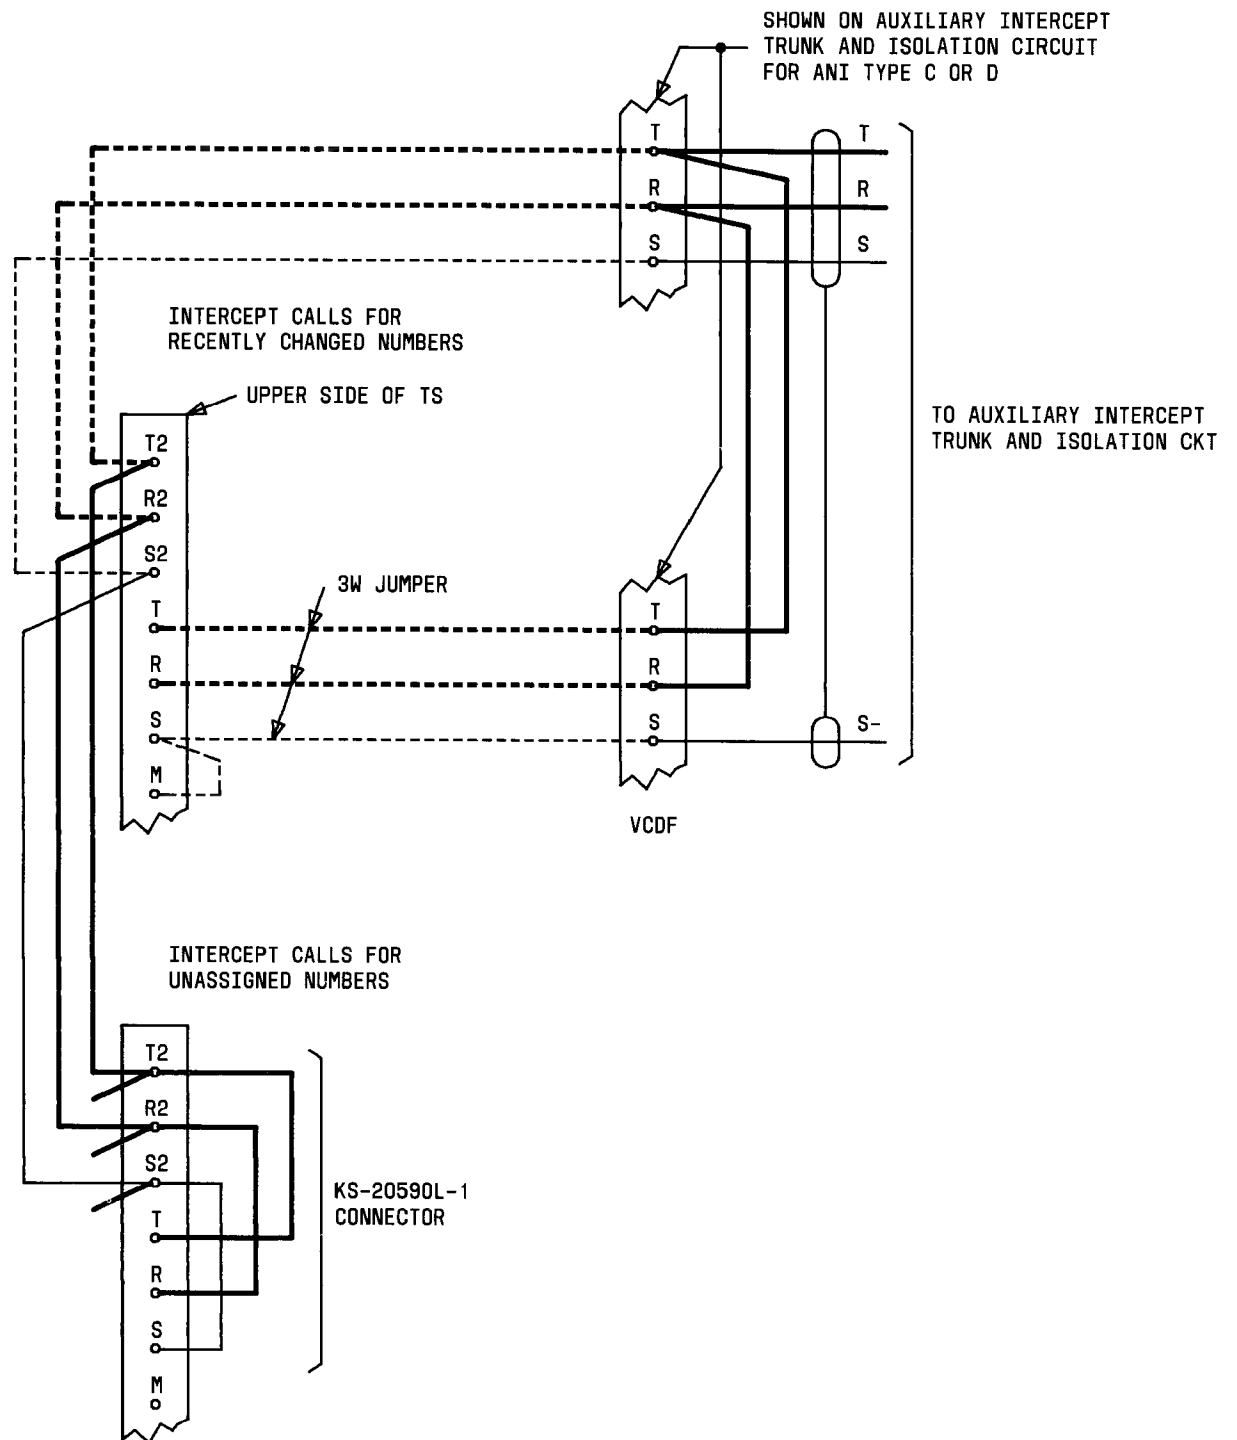 SHOWN ON AUXILIARY INTERCEPT
TRUNK AND ISOLATION CIRCUIT
FOR ANI TYPE C OR D
T
T
R
R
S
S
INTERCEPT CALLS FOR
RECENTLY CHANGED NUMBERS
UPPER SIDE OF TS
TO AUXILIARY INTERCEPT
TRUNK AND ISOLATION CKT
T2
R2
S2
3W JUMPER
T
T
R
R
S
S
S-
M
VCDF
INTERCEPT CALLS FOR
UNASSIGNED NUMBERS
T2
R2
S2
KS-20590L-1
CONNECTOR
T
R
S
M